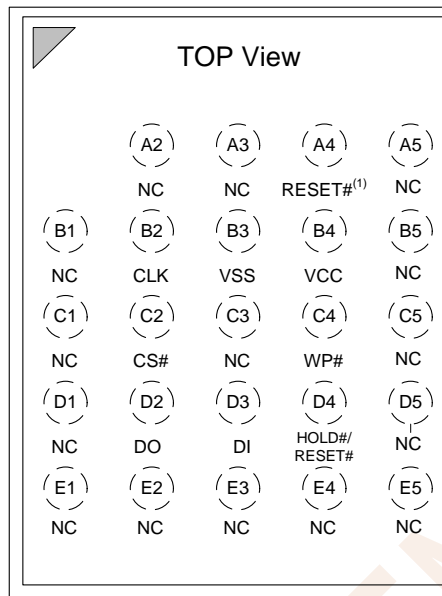 TOP View
A2 A3 A4 A5
NC NC RESET#(1) NC
B1 B2 B3 B4 B5
NC CLK VSS VCC NC
C1 C2 C3 C4 C5
NC CS# NC WP# NC
D1 D2 D3 D4 D5
NC DO DI HOLD#/ NC
RESET#
E1 E2 E3 E4 E5
NC NC NC NC NC